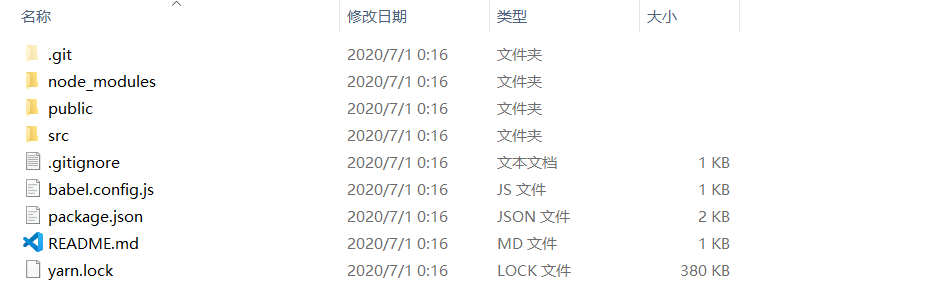 名称 修改日期 类型 大小
.git 2020/7/1 0:16 文件夹
node_modules 2020/7/1 0:16 文件夹
public 2020/7/1 0:16 文件夹
src 2020/7/1 0:16 文件夹
.gitignore 2020/7/1 0:16 文本文档 1 KB
babel.config.js 2020/7/1 0:16 JS 文件 1 KB
package.json 2020/7/1 0:16 JSON 文件 2 KB
README.md 2020/7/1 0:16 MD 文件 1 KB
yarn.lock 2020/7/1 0:16 LOCK 文件 380 KB